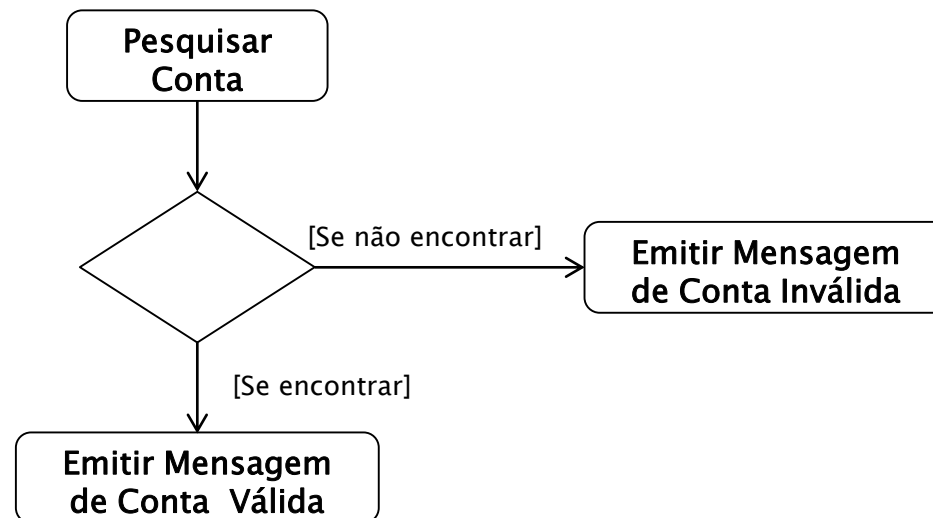 Pesquisar
Conta
[Se não encontrar]
Emitir Mensagem
de Conta Inválida
[Se encontrar]
Emitir Mensagem
de Conta  Válida